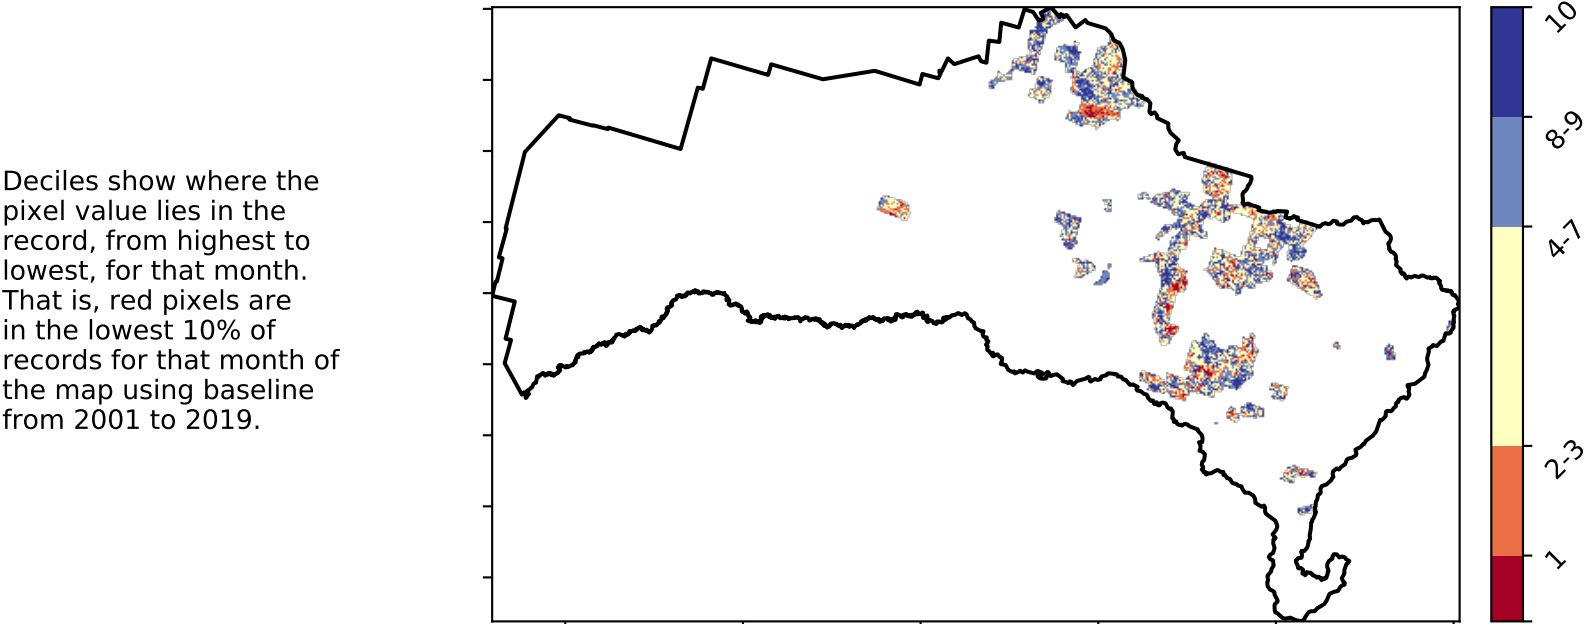 Deciles show where the
pixel value lies in the
record, from highest to
lowest, for that month.
That is, red pixels are
in the lowest 10% of
records for that month of
the map using baseline
from 2001 to 2019.
10
8-9
4-7
2-3
1